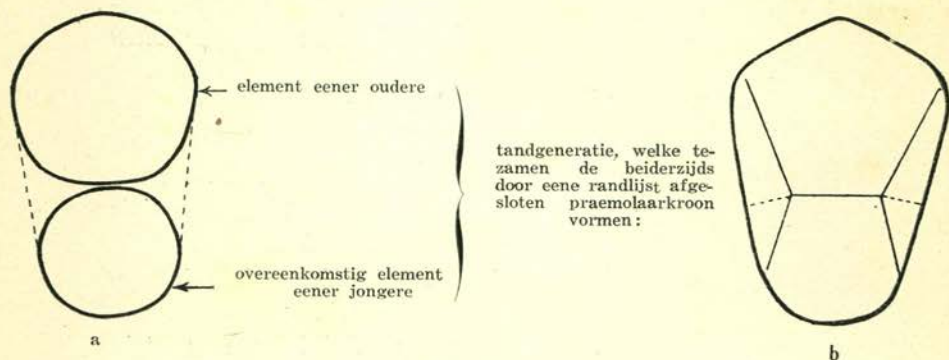 element eener oudere
tandgeneratie, welke te-
zamen de beiderzijds
door eene randlijst afge-
sloten praemolaarkroon
vormen :
overeenkomstig element
eener jongere
a
b